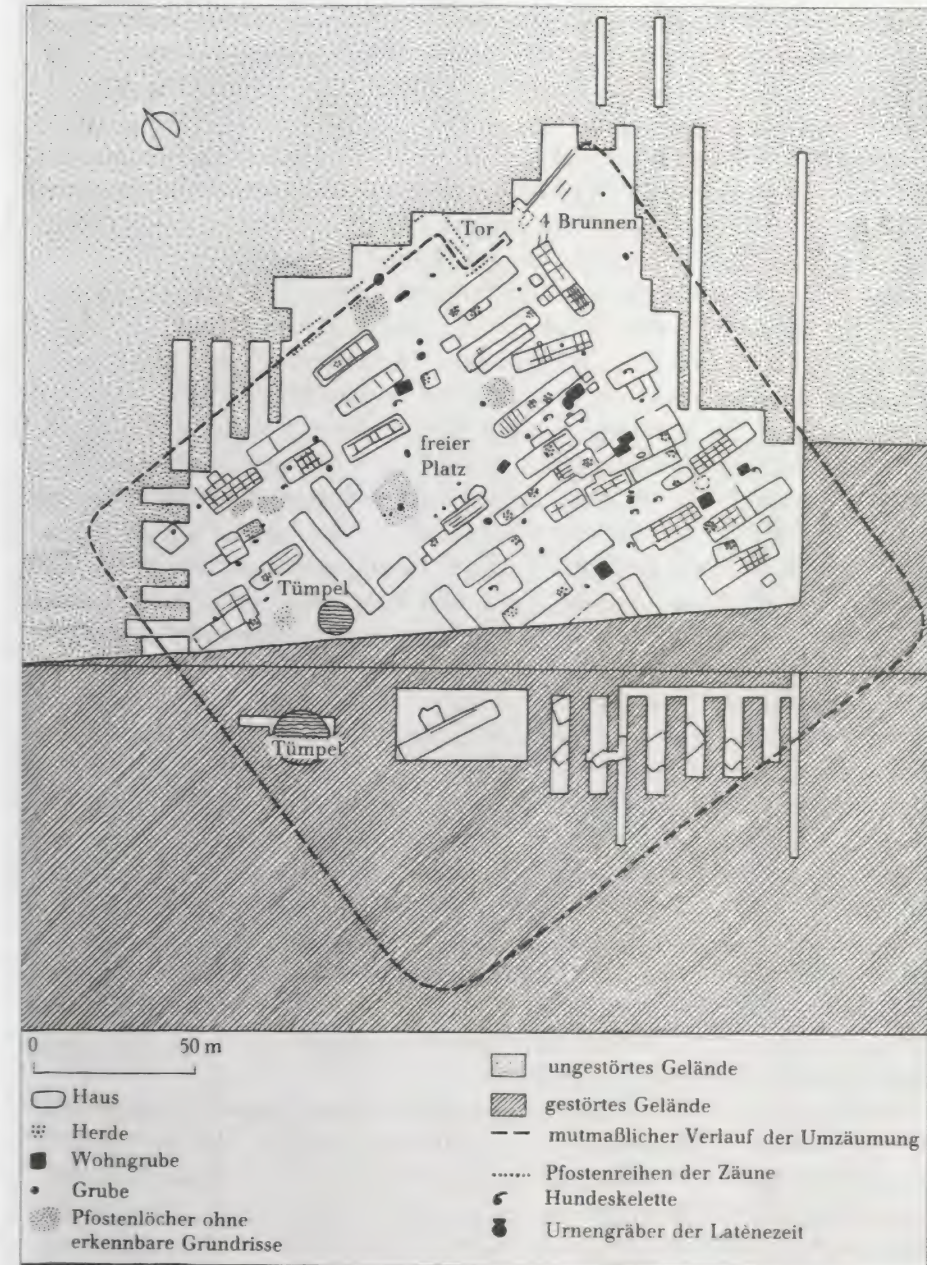 Tor
4 Brunnen
freier
Platz
Tümpel
Tümpel
0 50 m
Haus
Herde
Wohngrube
Grube
Pfostenlöcher ohne
erkennbare Grundrisse
ungestörtes Gelände
gestörtes Gelände
mutmaßlicher Verlauf der Umzäumung
Pfostenreihen der Zäune
Hundeskelette
Urnengräber der Latènezeit